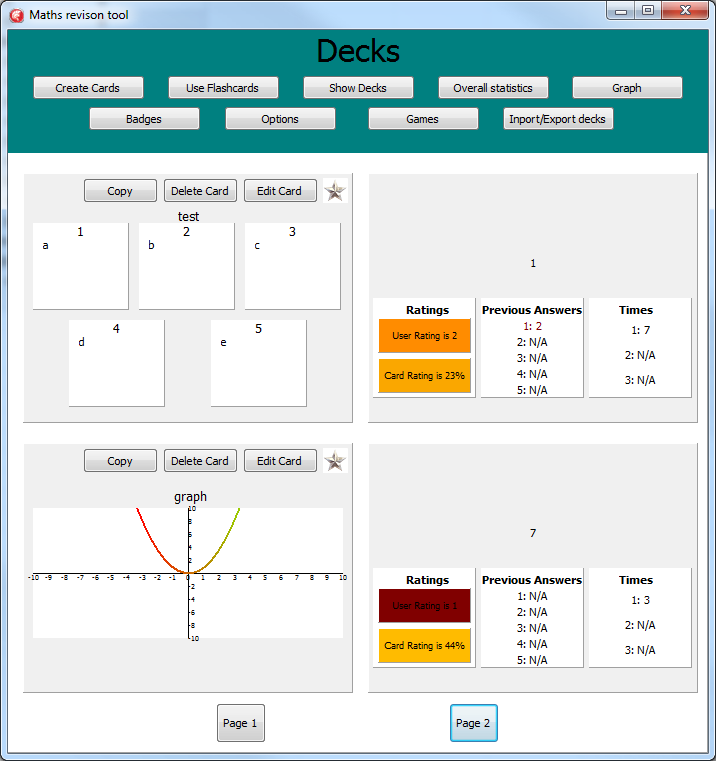 Maths revison tool
Decks
Create Cards Use Flashcards Show Decks Overall statistics Graph
Badges Options Games Inport/Export decks
Copy Delete Card Edit Card
test
1 2 3
a b c
4 5
d e
1
Ratings
User Rating is 2
Card Rating is 23%
Previous Answers
1: 2
2: N/A
3: N/A
4: N/A
5: N/A
Times
1: 7
2: N/A
3: N/A
Copy Delete Card Edit Card
graph
10
8
6
4
2
-10 -9 -8 -7 -6 -5 -4 -3 -2 -1 0 1 2 3 4 5 6 7 8 9 10
-2
-4
-6
-8
-10
7
Ratings
User Rating is 1
Card Rating is 44%
Previous Answers
1: N/A
2: N/A
3: N/A
4: N/A
5: N/A
Times
1: 3
2: N/A
3: N/A
Page 1 Page 2